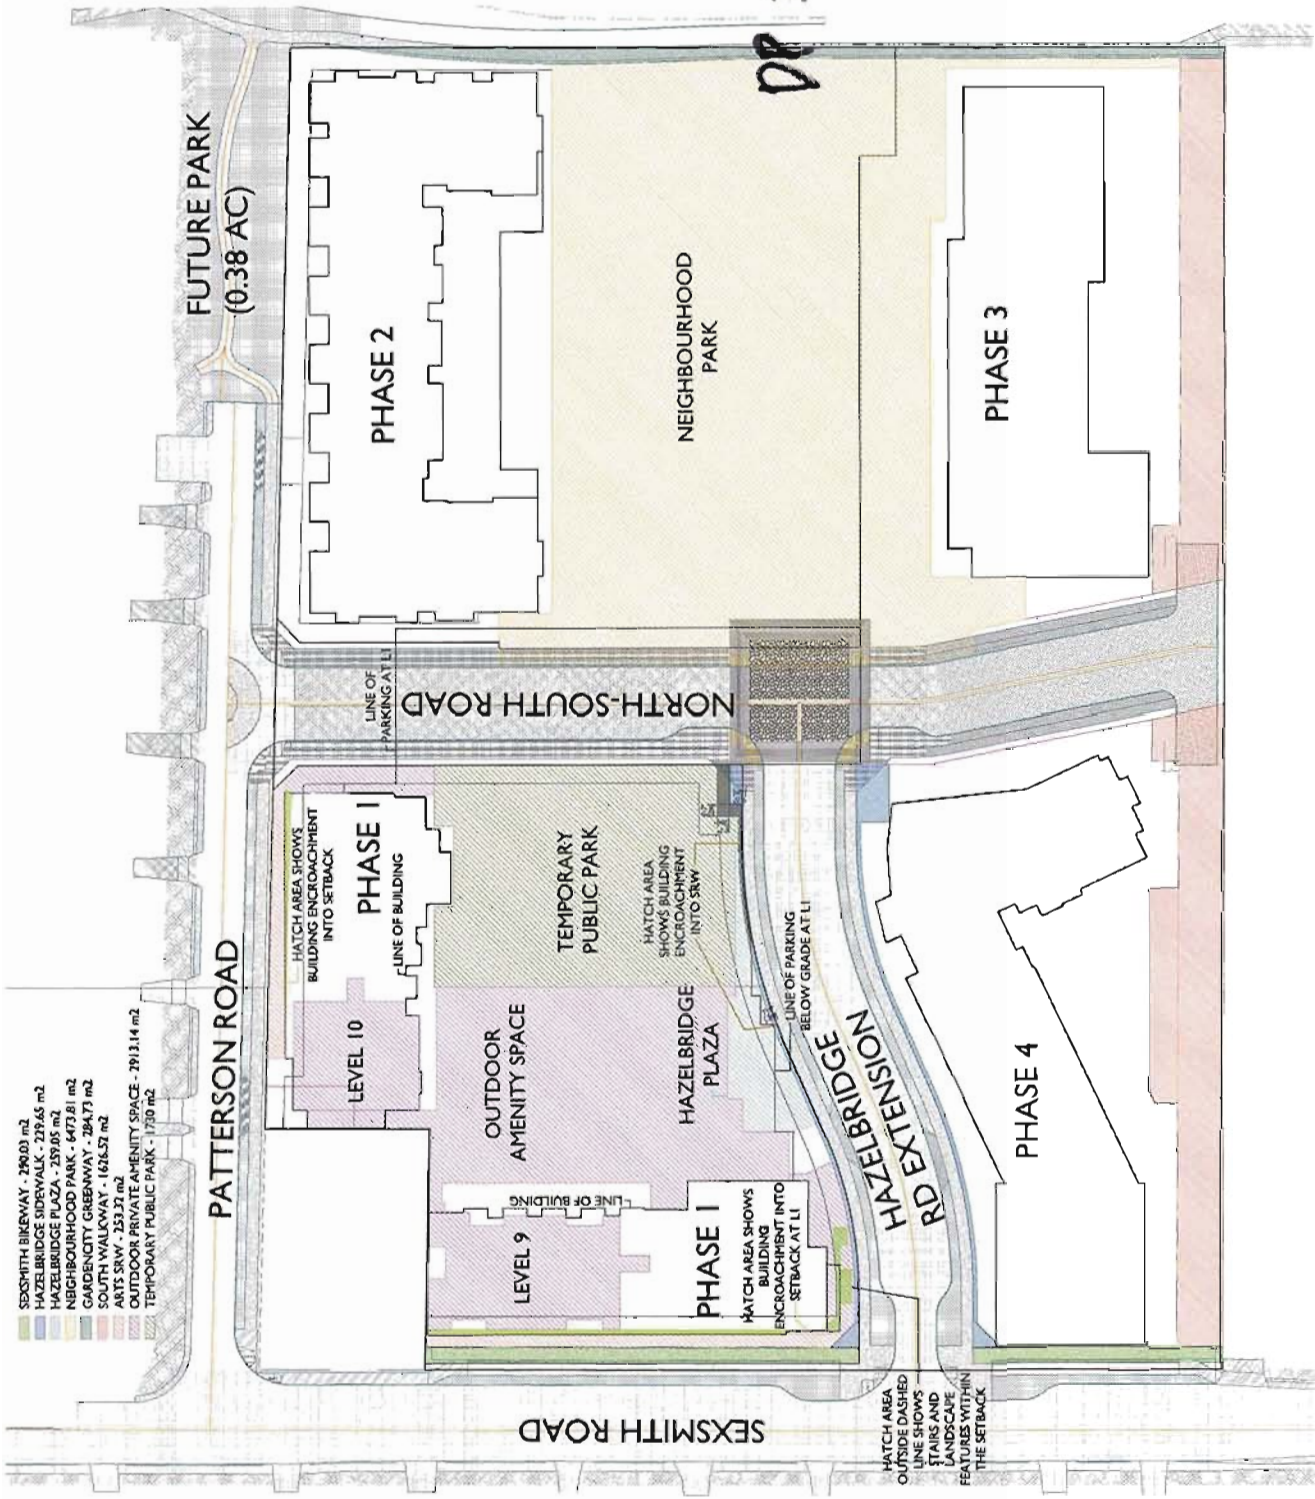 SEXSMITH BIKEWAY - 290.03 m2
HAZELBRIDGE SIDEWALK - 229.65 m2
HAZELBRIDGE PLAZA - 259.05 m2
NEIGHBOURHOOD PARK - 6473.81 m2
GARDENCITY GREENWAY - 284.73 m2
SOUTH WALKWAY - 1626.52 m2
ARTS SRW - 253.32 m2
OUTDOOR PRIVATE AMENITY SPACE - 2913.14 m2
TEMPORARY PUBLIC PARK - 1730 m2
PATTERSON ROAD
FUTURE PARK
(0.38 AC)
HATCH AREA SHOWS
BUILDING ENCROACHMENT
INTO SETBACK
PHASE 1
LINE OF BUILDING
LEVEL 10
LINE OF
PARKING AT L1
PHASE 2
NORTH-SOUTH ROAD
OUTDOOR
AMENITY SPACE
TEMPORARY
PUBLIC PARK
HATCH AREA
SHOWS BUILDING
ENCROACHMENT
INTO SRW
NEIGHBOURHOOD
PARK
LEVEL 9
LINE OF BUILDING
HAZELBRIDGE
PLAZA
PHASE 1
HATCH AREA SHOWS
BUILDING
ENCROACHMENT INTO
SETBACK AT L1
LINE OF PARKING
BELOW GRADE AT L1
HAZELBRIDGE
RD EXTENSION
DP
SEXSMITH ROAD
HATCH AREA
OUTSIDE DASHED
LINE SHOWS
STAIRS AND
LANDSCAPE
FEATURES WITHIN
THE SETBACK
PHASE 4
PHASE 3